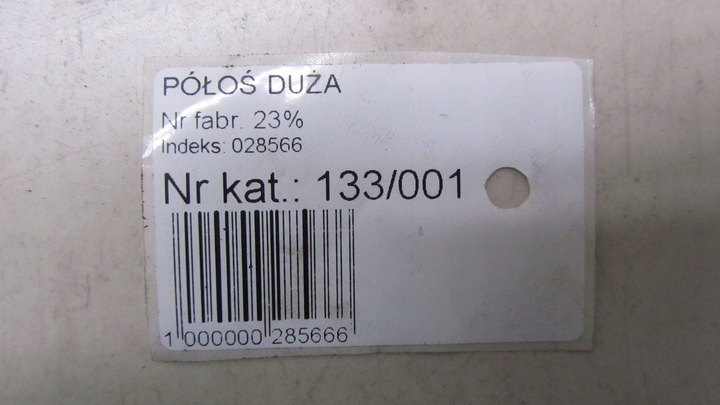 PÓŁOŚ DUŻA
Nr fabr. 23%
Indeks: 028566
Nr kat.: 133/001
1 000000 285666